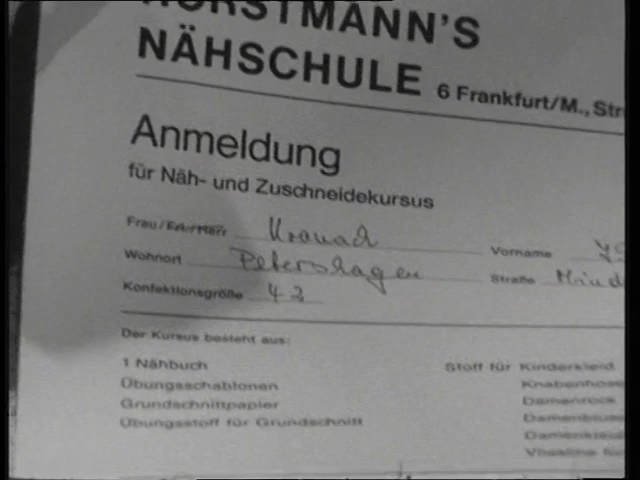 HORSTMANN'S
NÄHSCHULE 6 Frankfurt/M., Str
Anmeldung
für Näh- und Zuschneidekursus
Frau/Frl./Herr Vorname
Wohnort Petershagen Straße Mind
Konfektionsgröße 42
Der Kursus besteht aus:
1 Nähbuch Stoff für Kinderkleid
Übungsschablonen Knabenhose
Grundschnittpapier Damenrock
Übungsstoff für Grundschnitt Damenbluse
Damenkleid